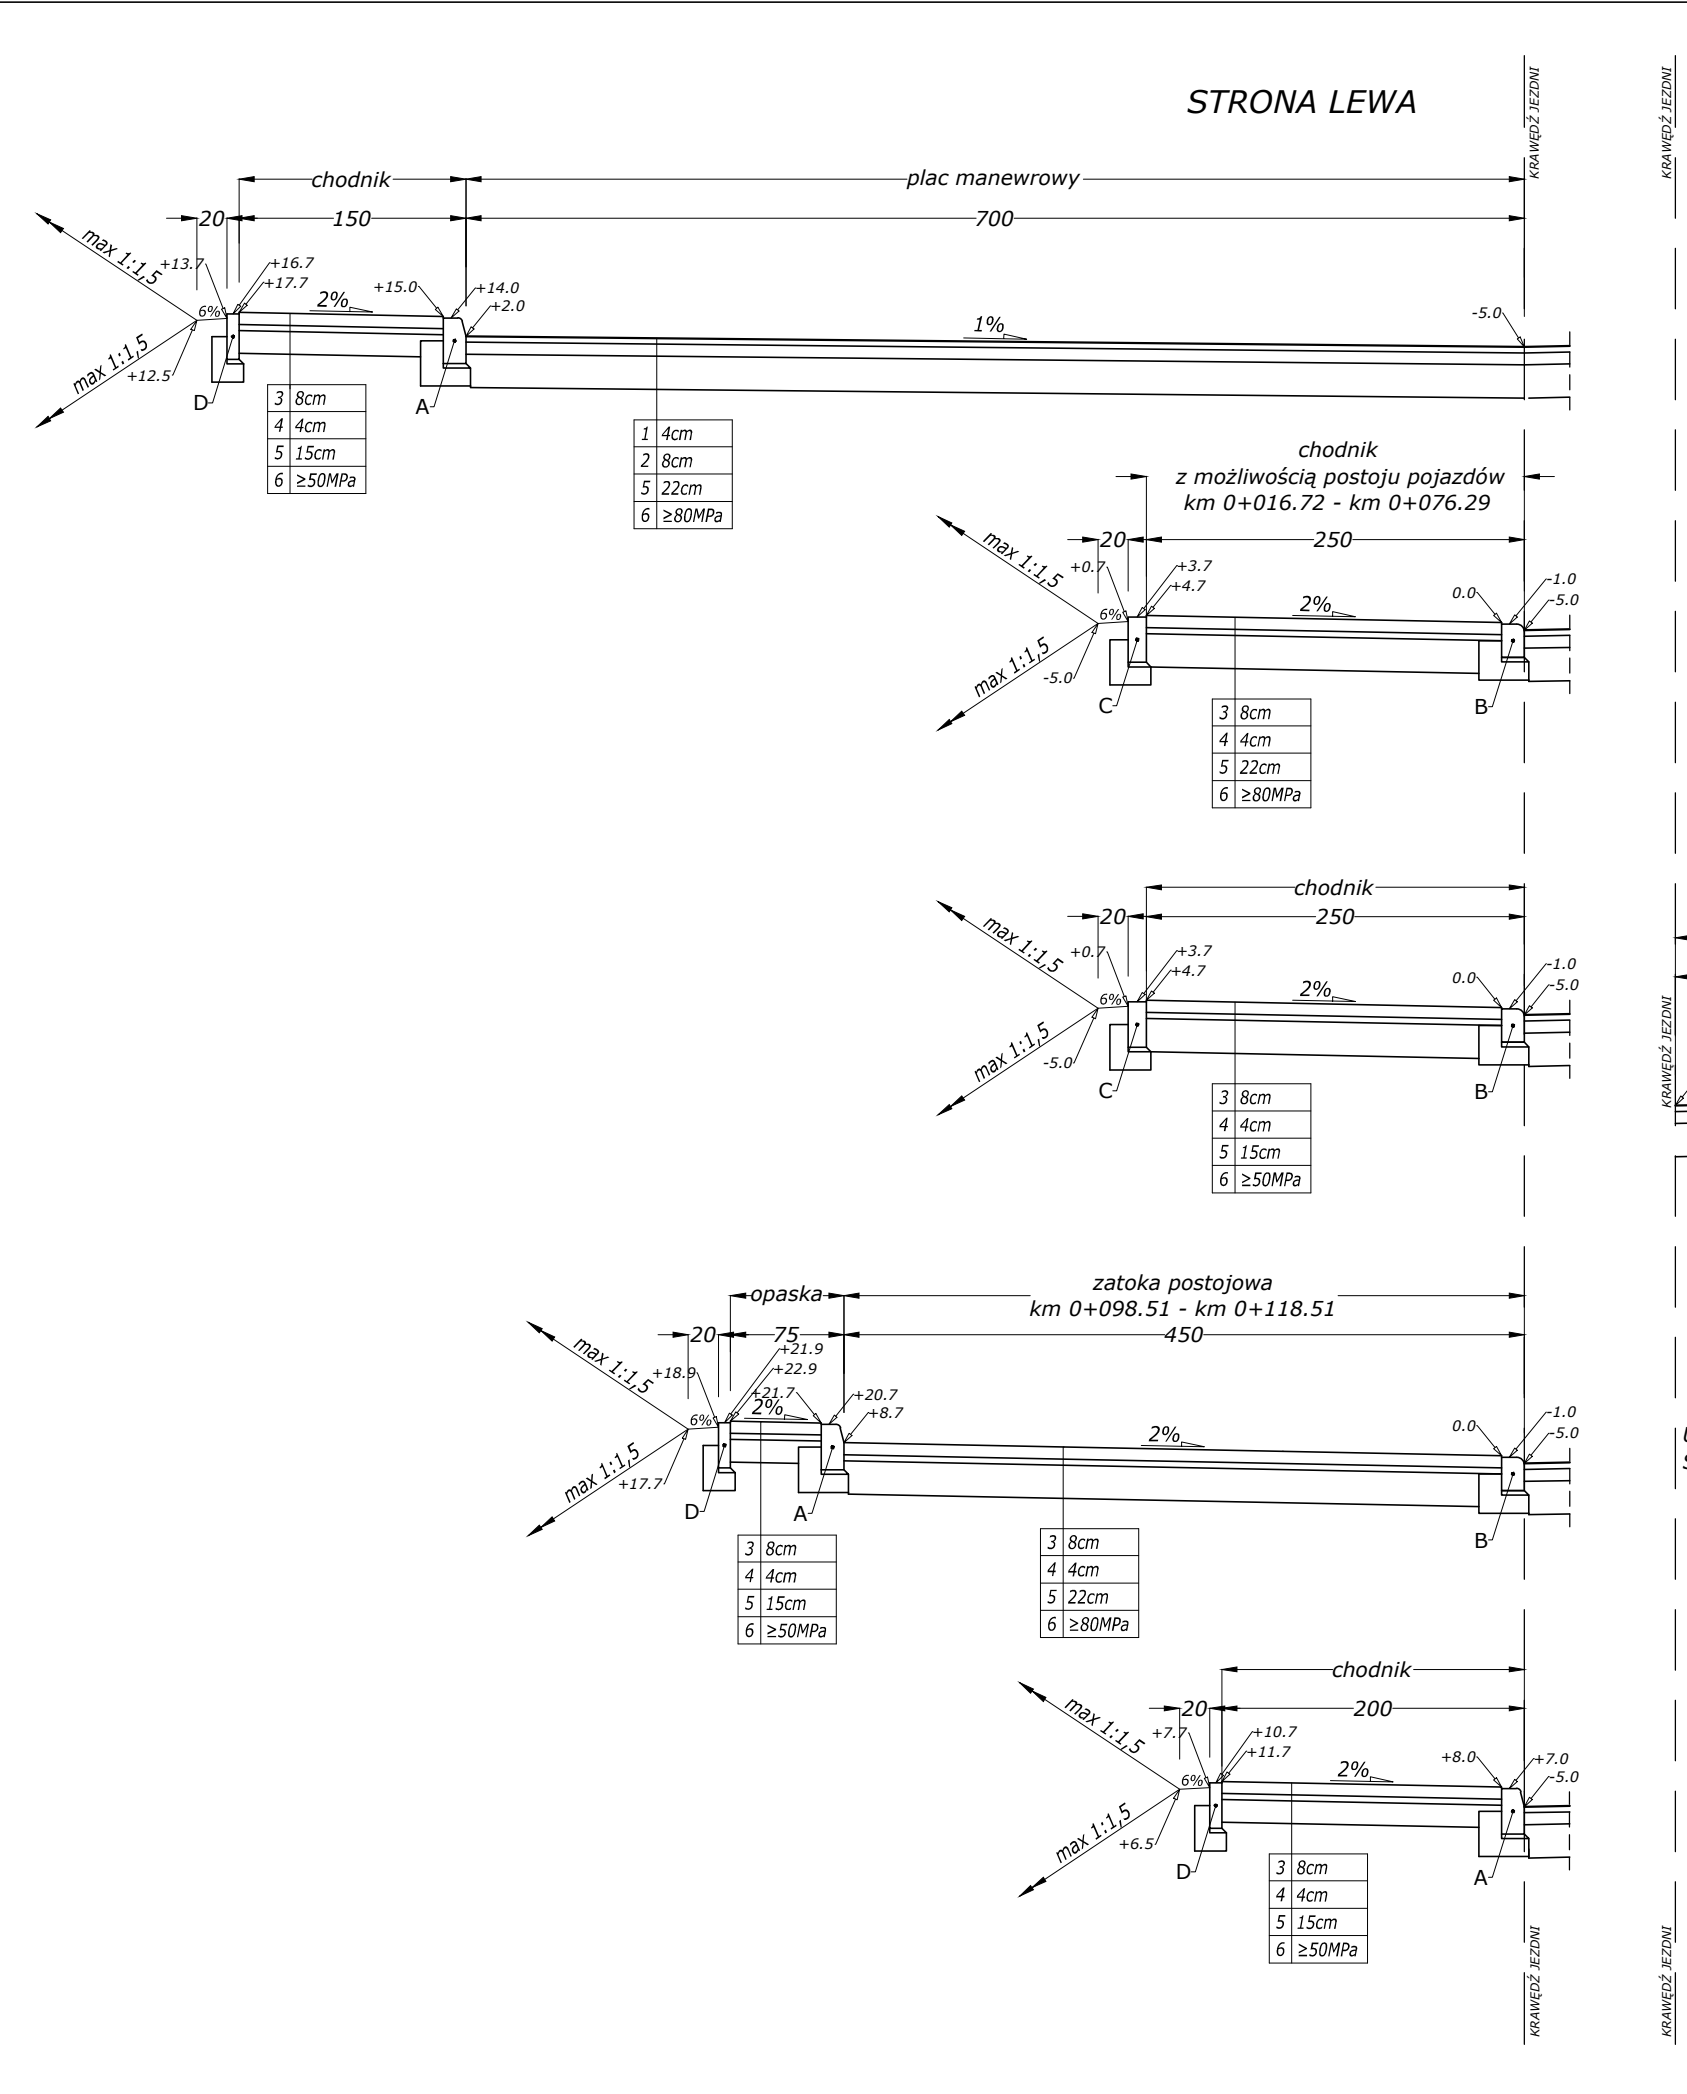 STRONA LEWA
KRAWĘDŹ JEZDNI
KRAWĘDŹ JEZDNI
chodnik
plac manewrowy
20
150
700
max 1:1,5
max 1:1,5
+13.7
+16.7
+17.7
6%
+12.5
2%
+15.0
+14.0
+2.0
1%
-5.0
D
A
3 8cm
4 4cm
5 15cm
6 ≥50MPa
1 4cm
2 8cm
5 22cm
6 ≥80MPa
chodnik
z możliwością postoju pojazdów
km 0+016.72 - km 0+076.29
20
250
max 1:1,5
max 1:1,5
+0.7
+3.7
+4.7
6%
-5.0
2%
0.0
-1.0
-5.0
C
B
3 8cm
4 4cm
5 22cm
6 ≥80MPa
chodnik
20
250
max 1:1,5
max 1:1,5
+0.7
+3.7
+4.7
6%
-5.0
2%
0.0
-1.0
-5.0
C
B
KRAWĘDŹ JEZDNI
3 8cm
4 4cm
5 15cm
6 ≥50MPa
opaska
zatoka postojowa
km 0+098.51 - km 0+118.51
20
75
450
max 1:1,5
max 1:1,5
+18.9
+21.9
+22.9
+21.7
6%
+17.7
2%
+20.7
+8.7
2%
0.0
-1.0
-5.0
D
A
B
3 8cm
4 4cm
5 15cm
6 ≥50MPa
3 8cm
4 4cm
5 22cm
6 ≥80MPa
chodnik
20
200
max 1:1,5
max 1:1,5
+7.7
+10.7
+11.7
6%
+6.5
2%
+8.0
+7.0
-5.0
D
A
3 8cm
4 4cm
5 15cm
6 ≥50MPa
KRAWĘDŹ JEZDNI
KRAWĘDŹ JEZDNI